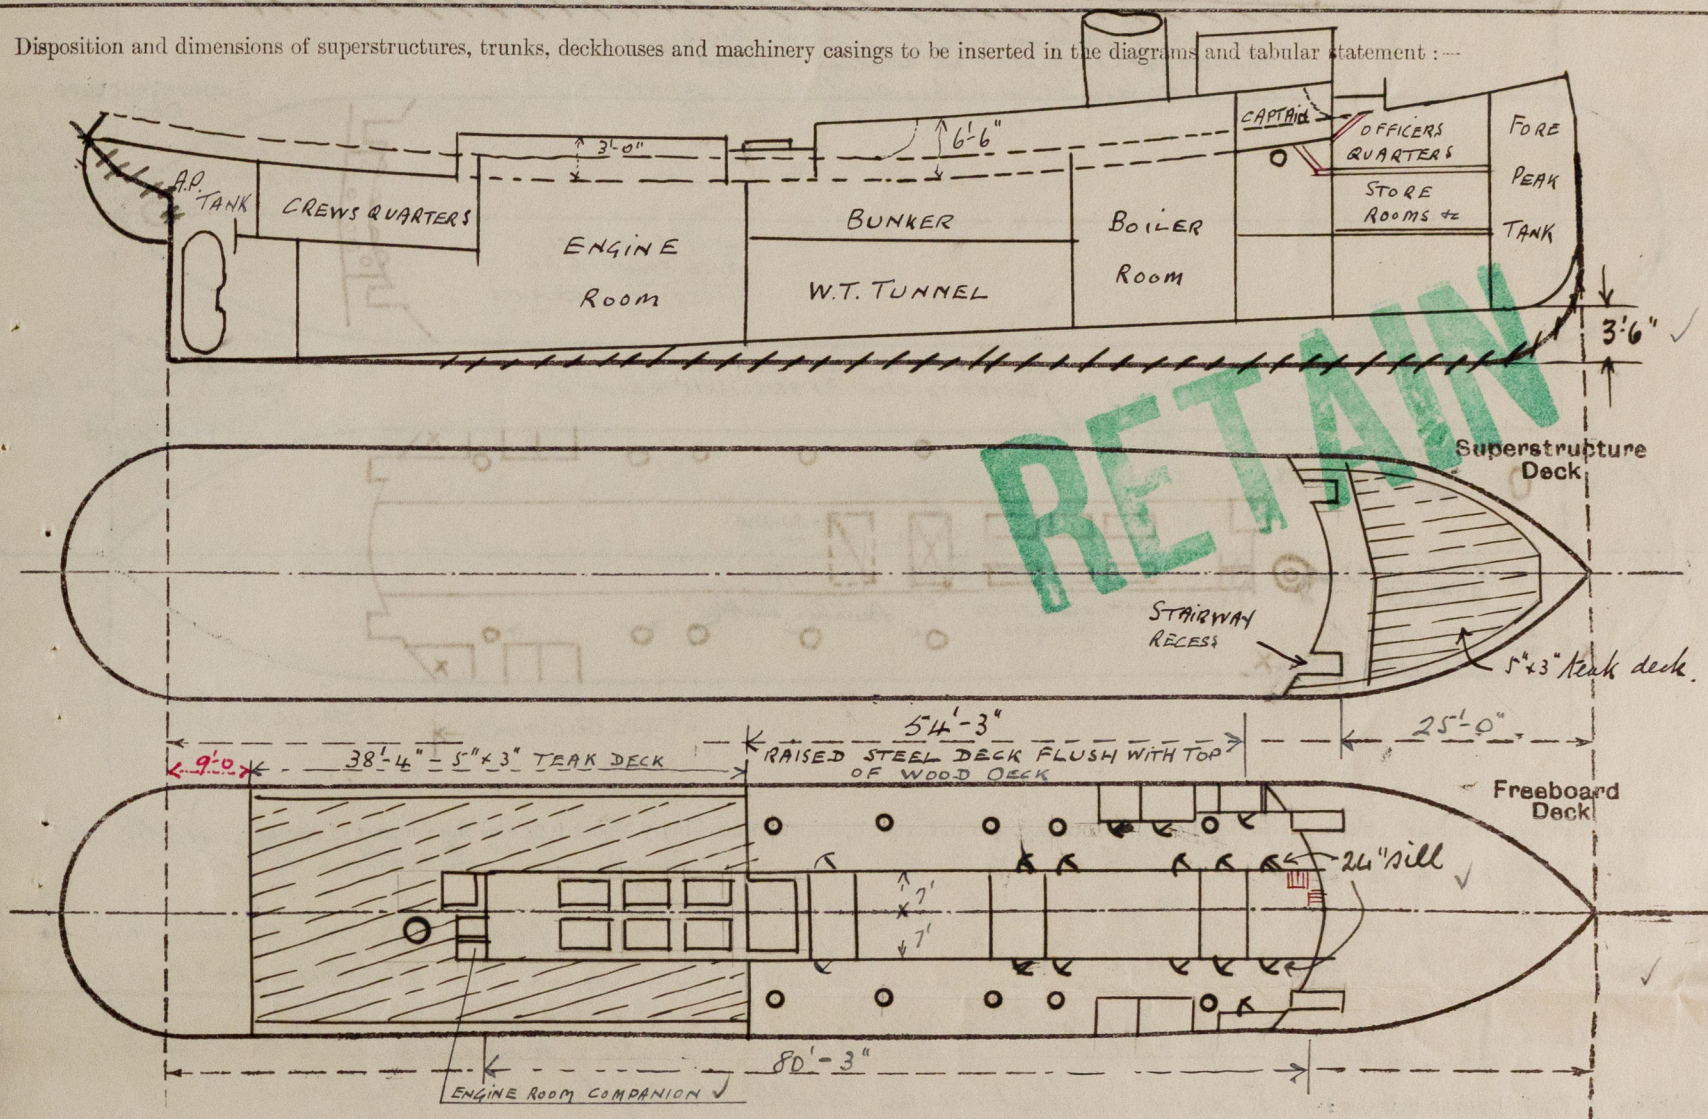 Disposition and dimensions of superstructures, trunks, deckhouses and machinery casings to be inserted in the diagrams and tabular statement :—
A.P.
TANK
CREWS QUARTERS
3'-0"
ENGINE
ROOM
6'-6"
BUNKER
W.T. TUNNEL
BOILER
ROOM
CAPTAIN
OFFICERS
QUARTERS
STORE
ROOMS &c
FORE
PEAK
TANK
3'-6"
RETAIN
Superstructure
Deck
STAIRWAY
RECESS
5"x3" teak deck.
54'-3"
25'-0"
9'-0
38'-4" - 5"x3" TEAK DECK
RAISED STEEL DECK FLUSH WITH TOP
OF WOOD DECK
Freeboard
Deck
24" sill
7'
7'
80'-3"
ENGINE ROOM COMPANION